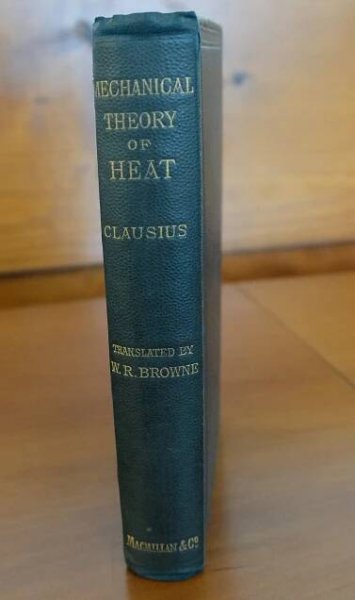 MECHANICAL
THEORY
OF
HEAT
CLAUSIUS
TRANSLATED BY
W. R. BROWNE
MACMILLAN & Co.